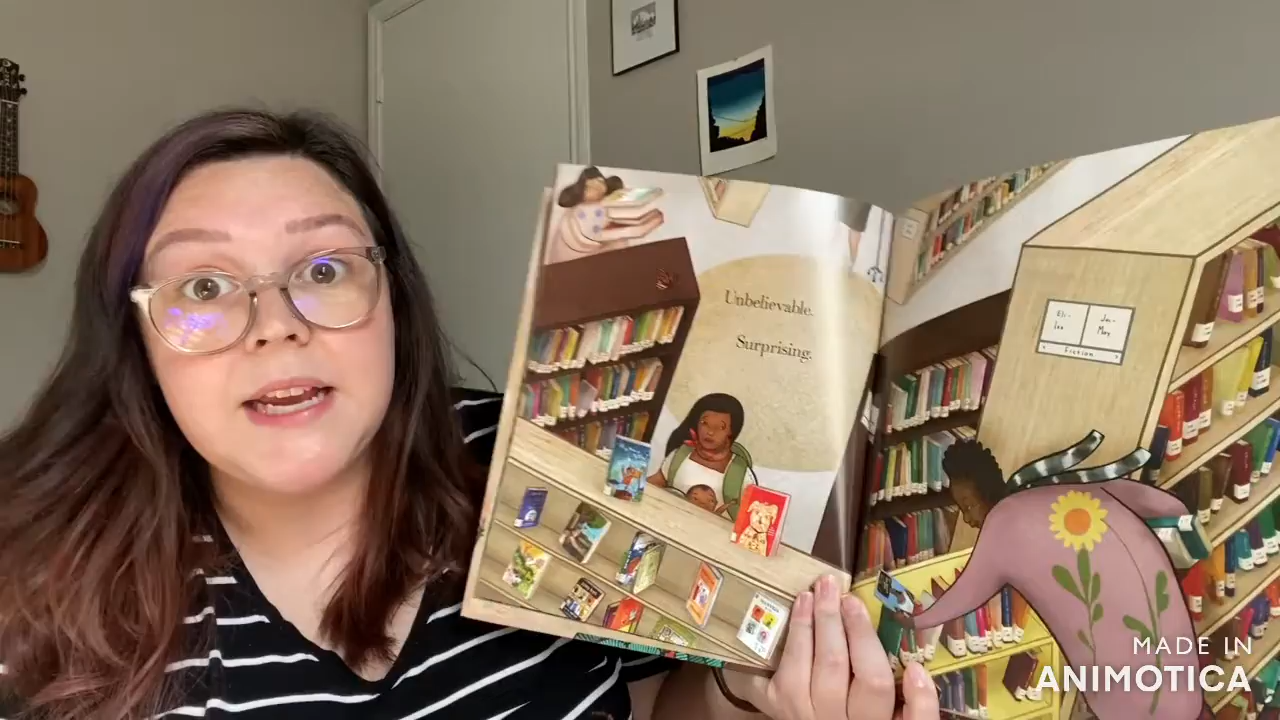 Unbelievable.
Surprising.
Fiction
MADE IN
ANIMOTICA